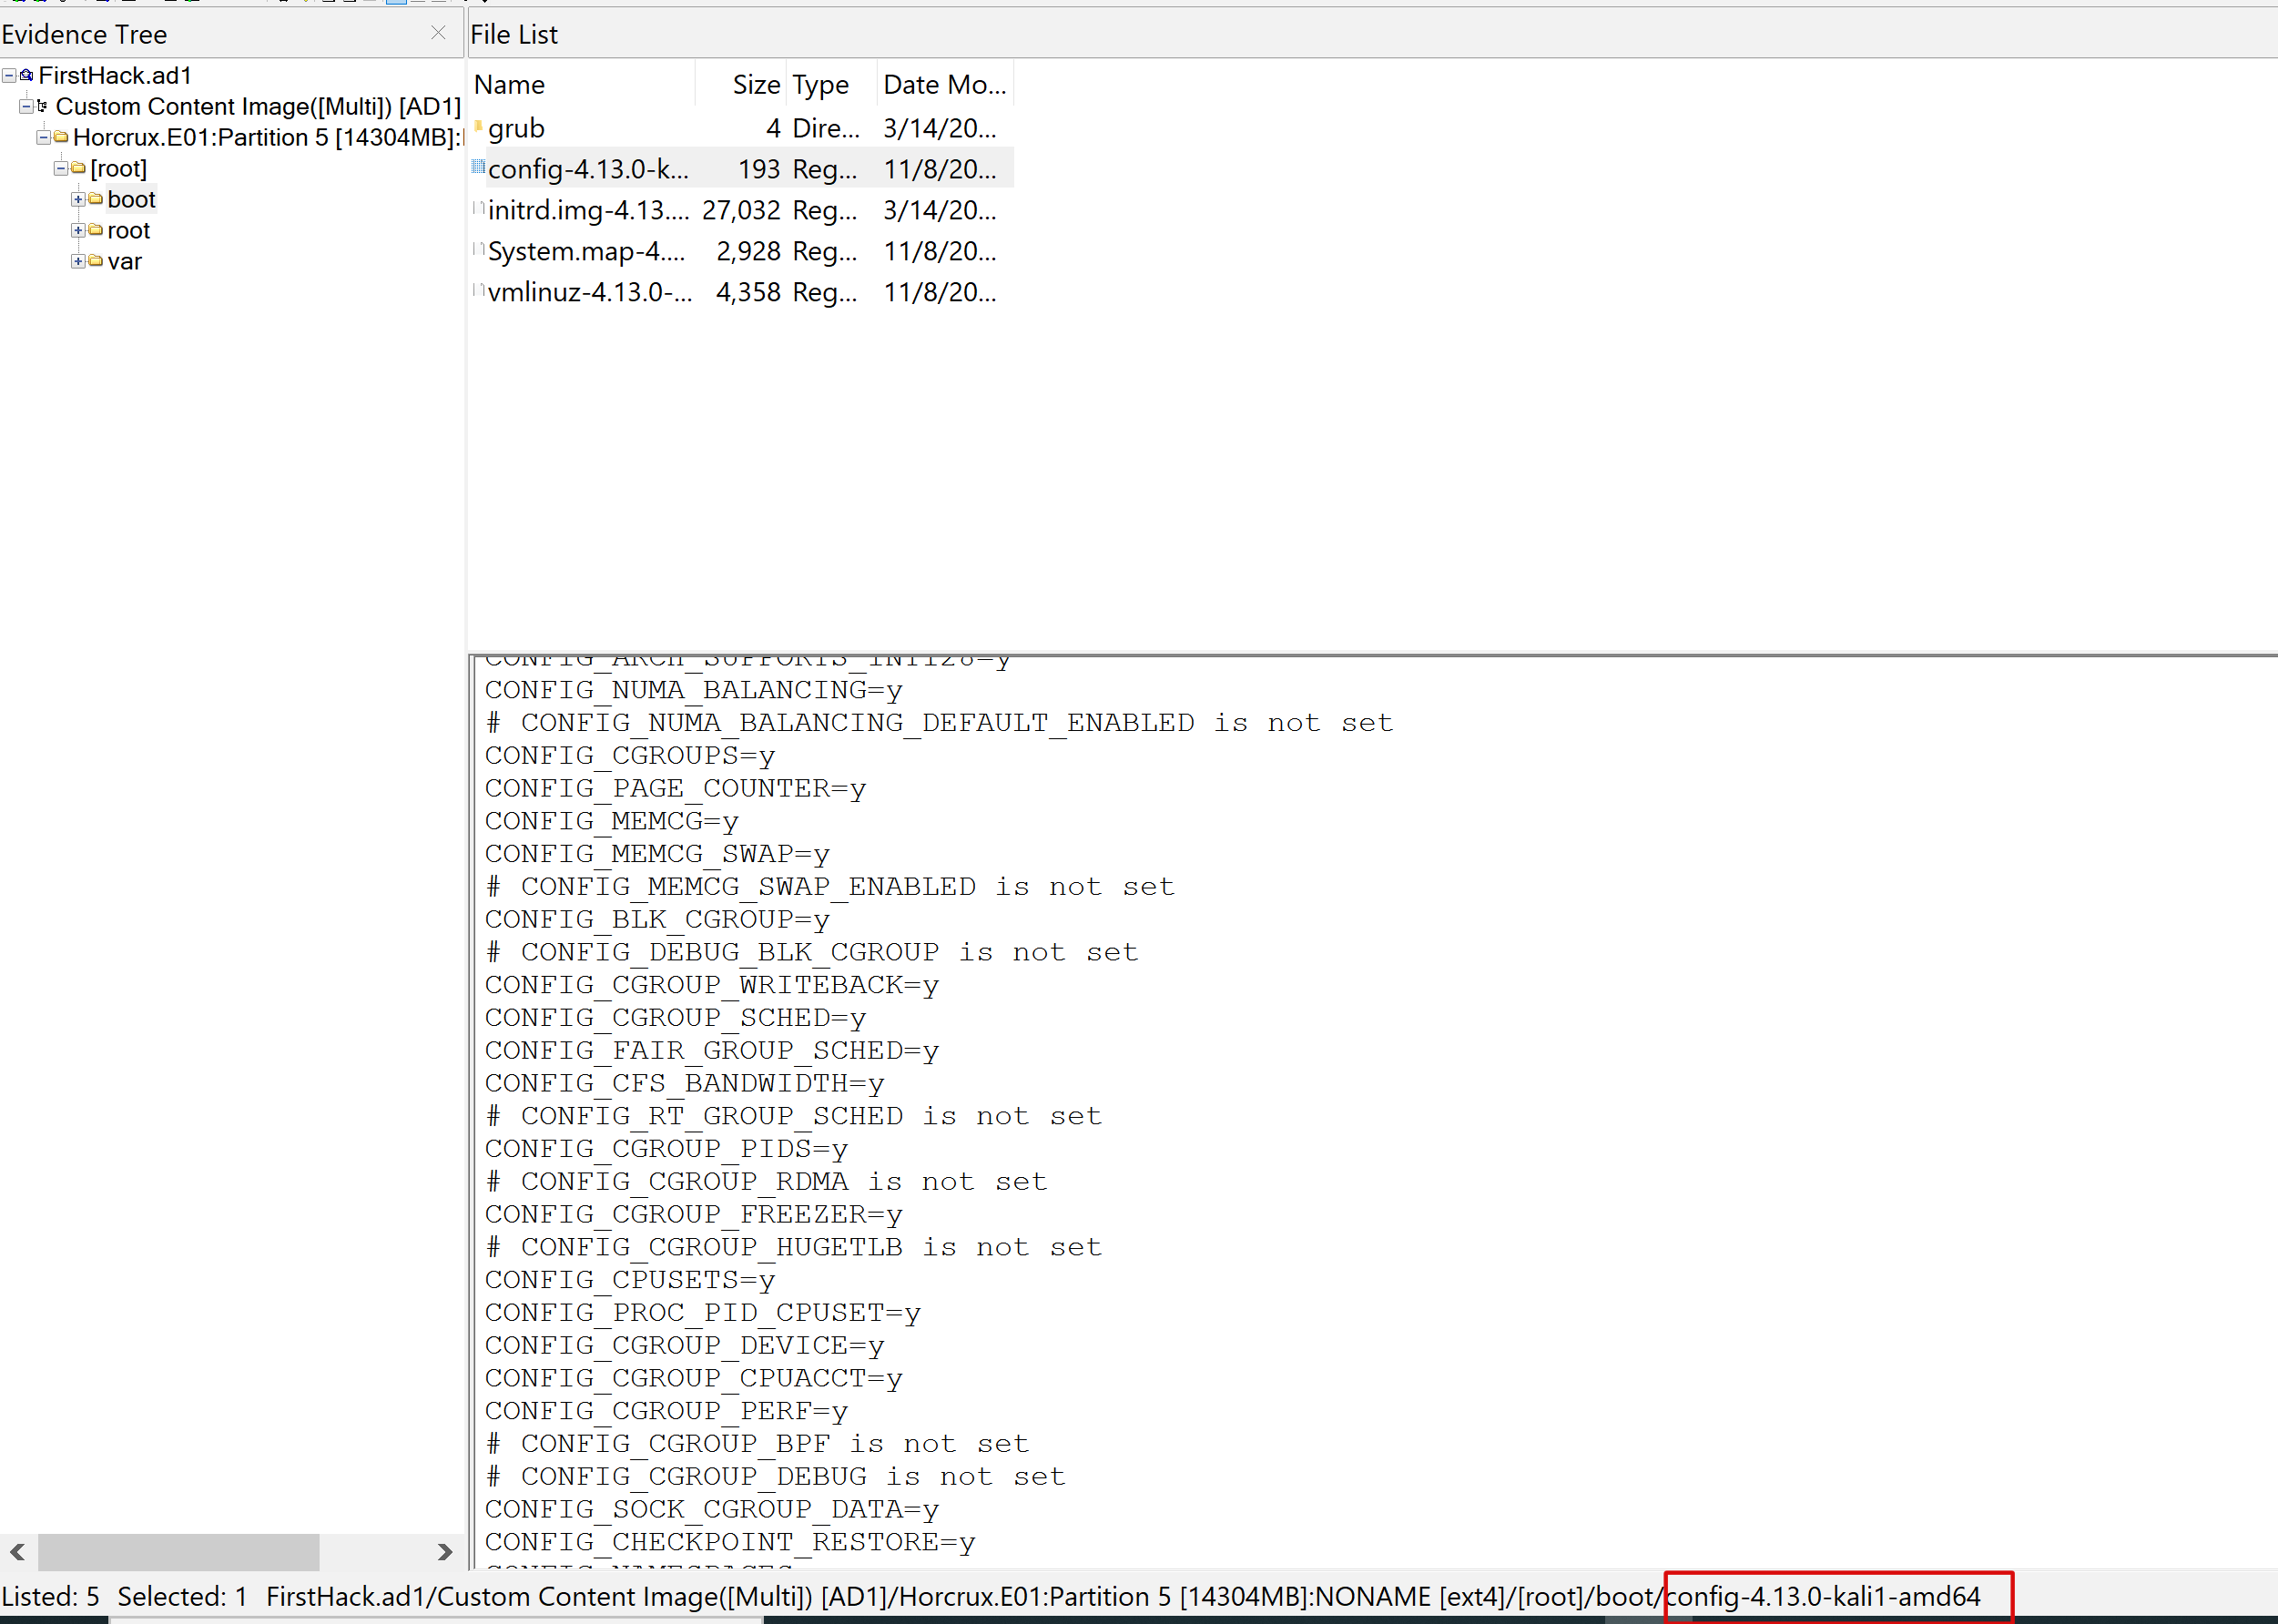 Evidence Tree
FirstHack.ad1
Custom Content Image([Multi]) [AD1]
Horcrux.E01:Partition 5 [14304MB]:
[root]
boot
root
var
File List
Name Size Type Date Mo...
grub 4 Dire... 3/14/20...
config-4.13.0-k... 193 Reg... 11/8/20...
initrd.img-4.13.... 27,032 Reg... 3/14/20...
System.map-4.... 2,928 Reg... 11/8/20...
vmlinuz-4.13.0-... 4,358 Reg... 11/8/20...
CONFIG_ARCH_SUPPORTS_INT128=y
CONFIG_NUMA_BALANCING=y
# CONFIG_NUMA_BALANCING_DEFAULT_ENABLED is not set
CONFIG_CGROUPS=y
CONFIG_PAGE_COUNTER=y
CONFIG_MEMCG=y
CONFIG_MEMCG_SWAP=y
# CONFIG_MEMCG_SWAP_ENABLED is not set
CONFIG_BLK_CGROUP=y
# CONFIG_DEBUG_BLK_CGROUP is not set
CONFIG_CGROUP_WRITEBACK=y
CONFIG_CGROUP_SCHED=y
CONFIG_FAIR_GROUP_SCHED=y
CONFIG_CFS_BANDWIDTH=y
# CONFIG_RT_GROUP_SCHED is not set
CONFIG_CGROUP_PIDS=y
# CONFIG_CGROUP_RDMA is not set
CONFIG_CGROUP_FREEZER=y
# CONFIG_CGROUP_HUGETLB is not set
CONFIG_CPUSETS=y
CONFIG_PROC_PID_CPUSET=y
CONFIG_CGROUP_DEVICE=y
CONFIG_CGROUP_CPUACCT=y
CONFIG_CGROUP_PERF=y
# CONFIG_CGROUP_BPF is not set
# CONFIG_CGROUP_DEBUG is not set
CONFIG_SOCK_CGROUP_DATA=y
CONFIG_CHECKPOINT_RESTORE=y
Listed: 5 Selected: 1 FirstHack.ad1/Custom Content Image([Multi]) [AD1]/Horcrux.E01:Partition 5 [14304MB]:NONAME [ext4]/[root]/boot/config-4.13.0-kali1-amd64